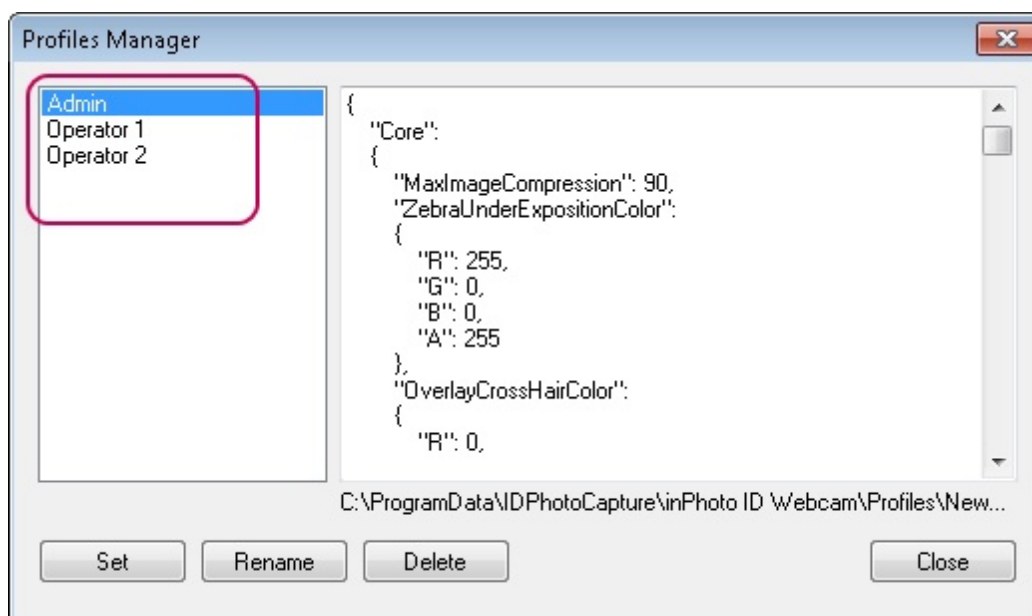 Profiles Manager
Admin
Operator 1
Operator 2
{
"Core":
{
"MaxImageCompression": 90,
"ZebraUnderExpositionColor":
{
"R": 255,
"G": 0,
"B": 0,
"A": 255
},
"OverlayCrossHairColor":
{
"R": 0,
C:\ProgramData\IDPhotoCapture\inPhoto ID Webcam\Profiles\New...
Set Rename Delete Close